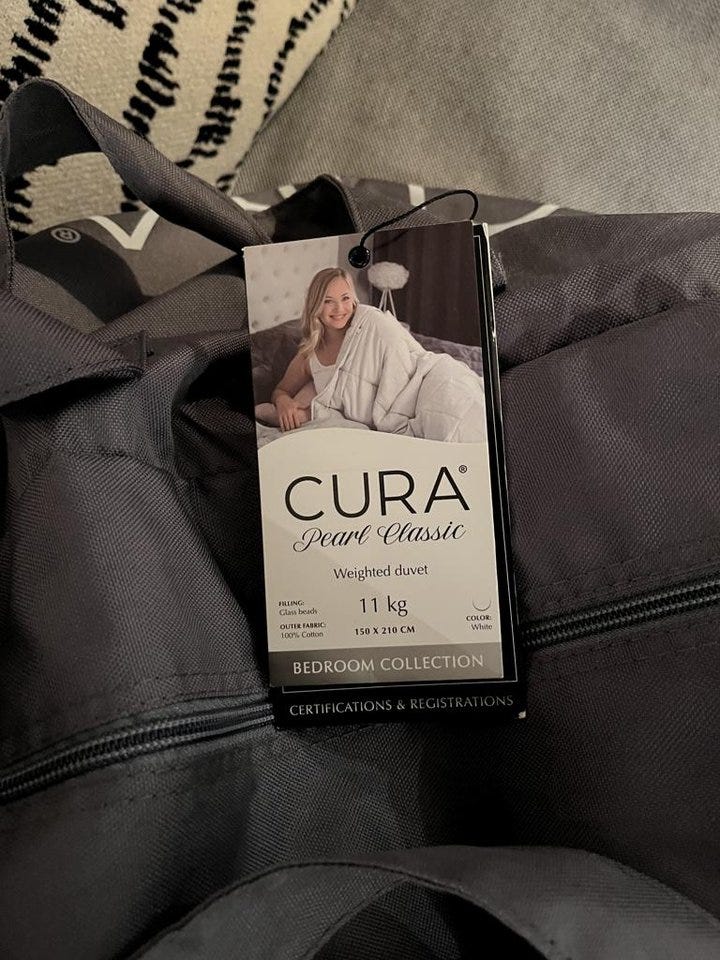 CURA®
Pearl Classic
Weighted duvet
FILLING:
Glass beads
11 kg
OUTER FABRIC:
100% Cotton
150 X 210 CM
COLOR:
White
BEDROOM COLLECTION
CERTIFICATIONS & REGISTRATIONS